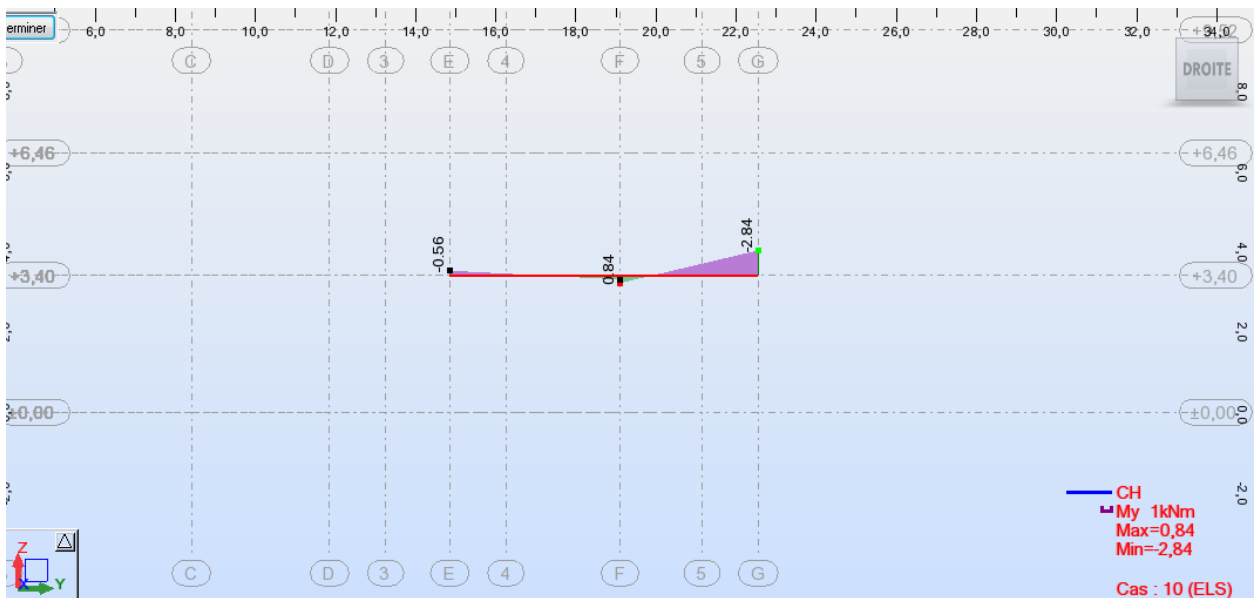 erminer
6,0 8,0 10,0 12,0 14,0 16,0 18,0 20,0 22,0 24,0 26,0 28,0 30,0 32,0 34,0
C D 3 E 4 F 5 G
DROITE
8,0
+6,46 +6,46
6,0
-0.56 0.84 -2.84
4,0
+3,40 +3,40
2,0
±0,00 ±0,00
0,0
-2,0
CH
My 1kNm
Max=0,84
Min=-2,84
Cas : 10 (ELS)
Z
X Y
C D 3 E 4 F 5 G